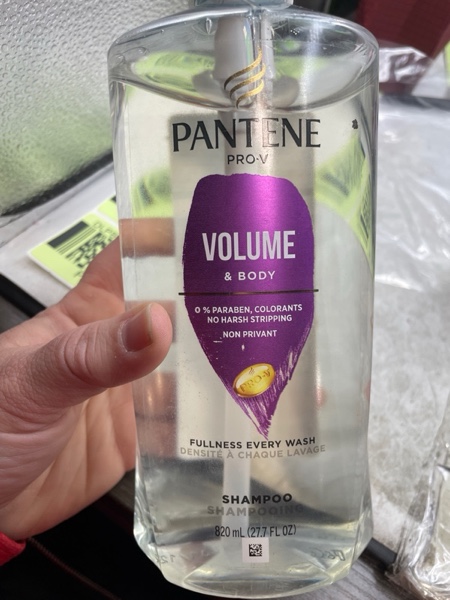 PANTENE
PRO-V
VOLUME
& BODY
0 % PARABEN, COLORANTS
NO HARSH STRIPPING
NON PRIVANT
PRO-V
FULLNESS EVERY WASH
DENSITÉ À CHAQUE LAVAGE
SHAMPOO
SHAMPOOING
820 mL (27.7 FL OZ)